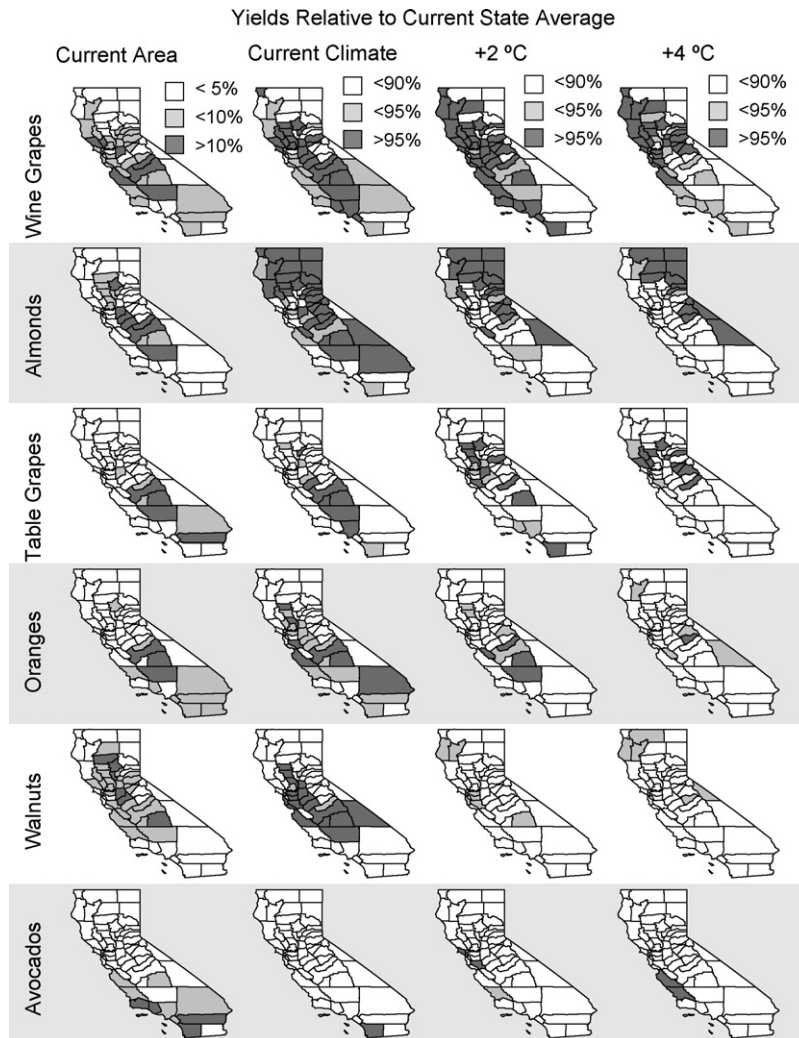 Yields Relative to Current State Average
Current Area
Current Climate
+2 ºC
+4 ºC
< 5%
<10%
>10%
<90%
<95%
>95%
<90%
<95%
>95%
<90%
<95%
>95%
Wine Grapes
Almonds
Table Grapes
Oranges
Walnuts
Avocados